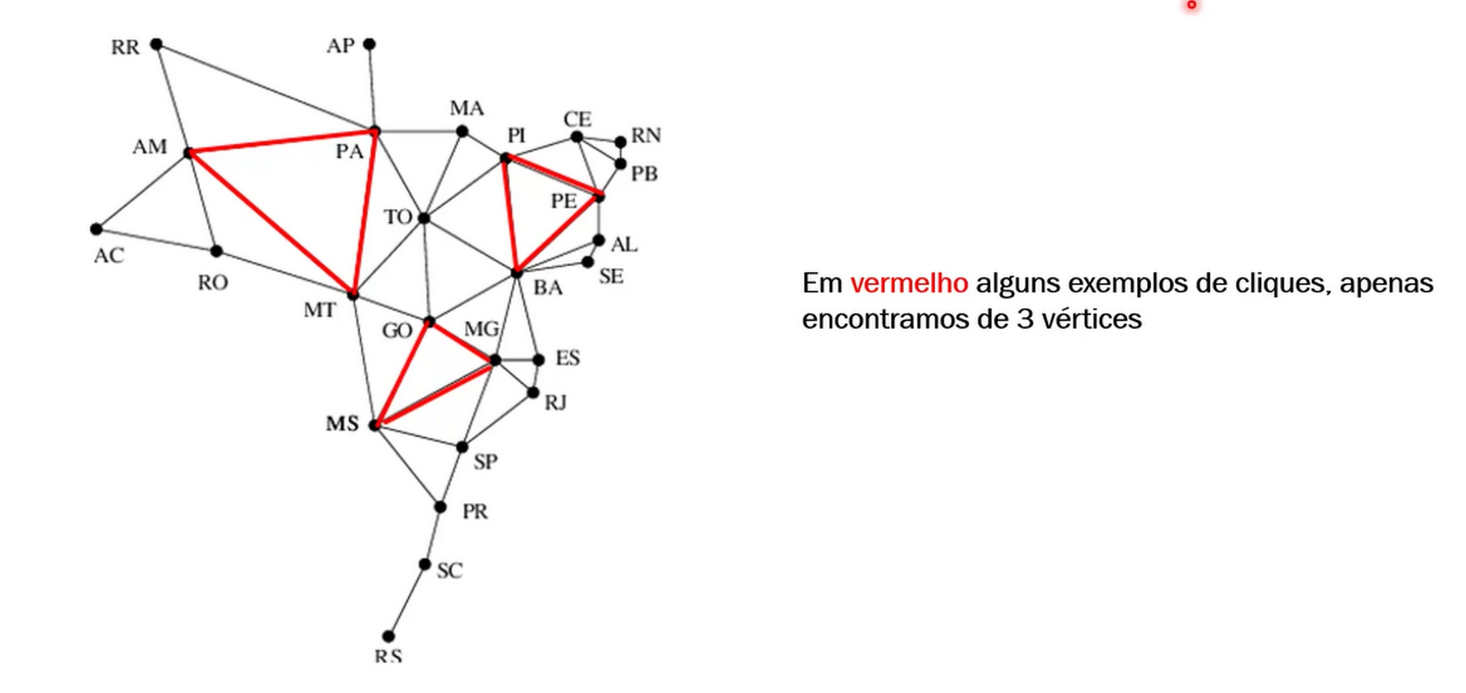 RR
AP
MA
CE
PI
RN
AM
PA
PB
PE
TO
AL
AC
SE
RO
BA
MT
GO
MG
ES
RJ
MS
SP
PR
SC
RS
Em vermelho alguns exemplos de cliques, apenas
encontramos de 3 vértices